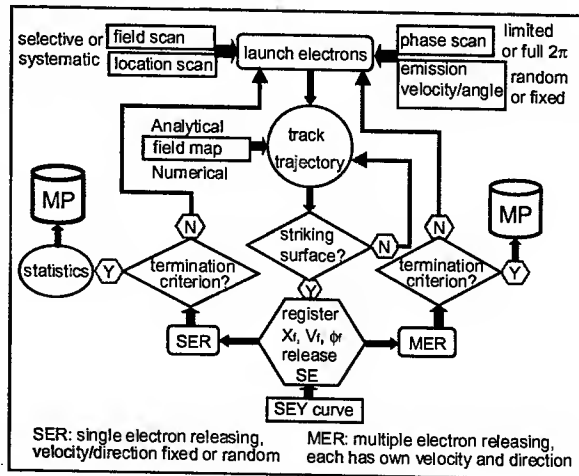 selective or
systematic
field scan
location scan
launch electrons
phase scan
emission
velocity/angle
limited
or full 2π
random
or fixed
Analytical
field map
Numerical
track
trajectory
MP
N
statistics
Y
termination
criterion?
striking
surface?
N
Y
N
termination
criterion?
Y
MP
SER
register
Xf, Vf, ϕf
release
SE
MER
SEY curve
SER: single electron releasing,
velocity/direction fixed or random
MER: multiple electron releasing,
each has own velocity and direction